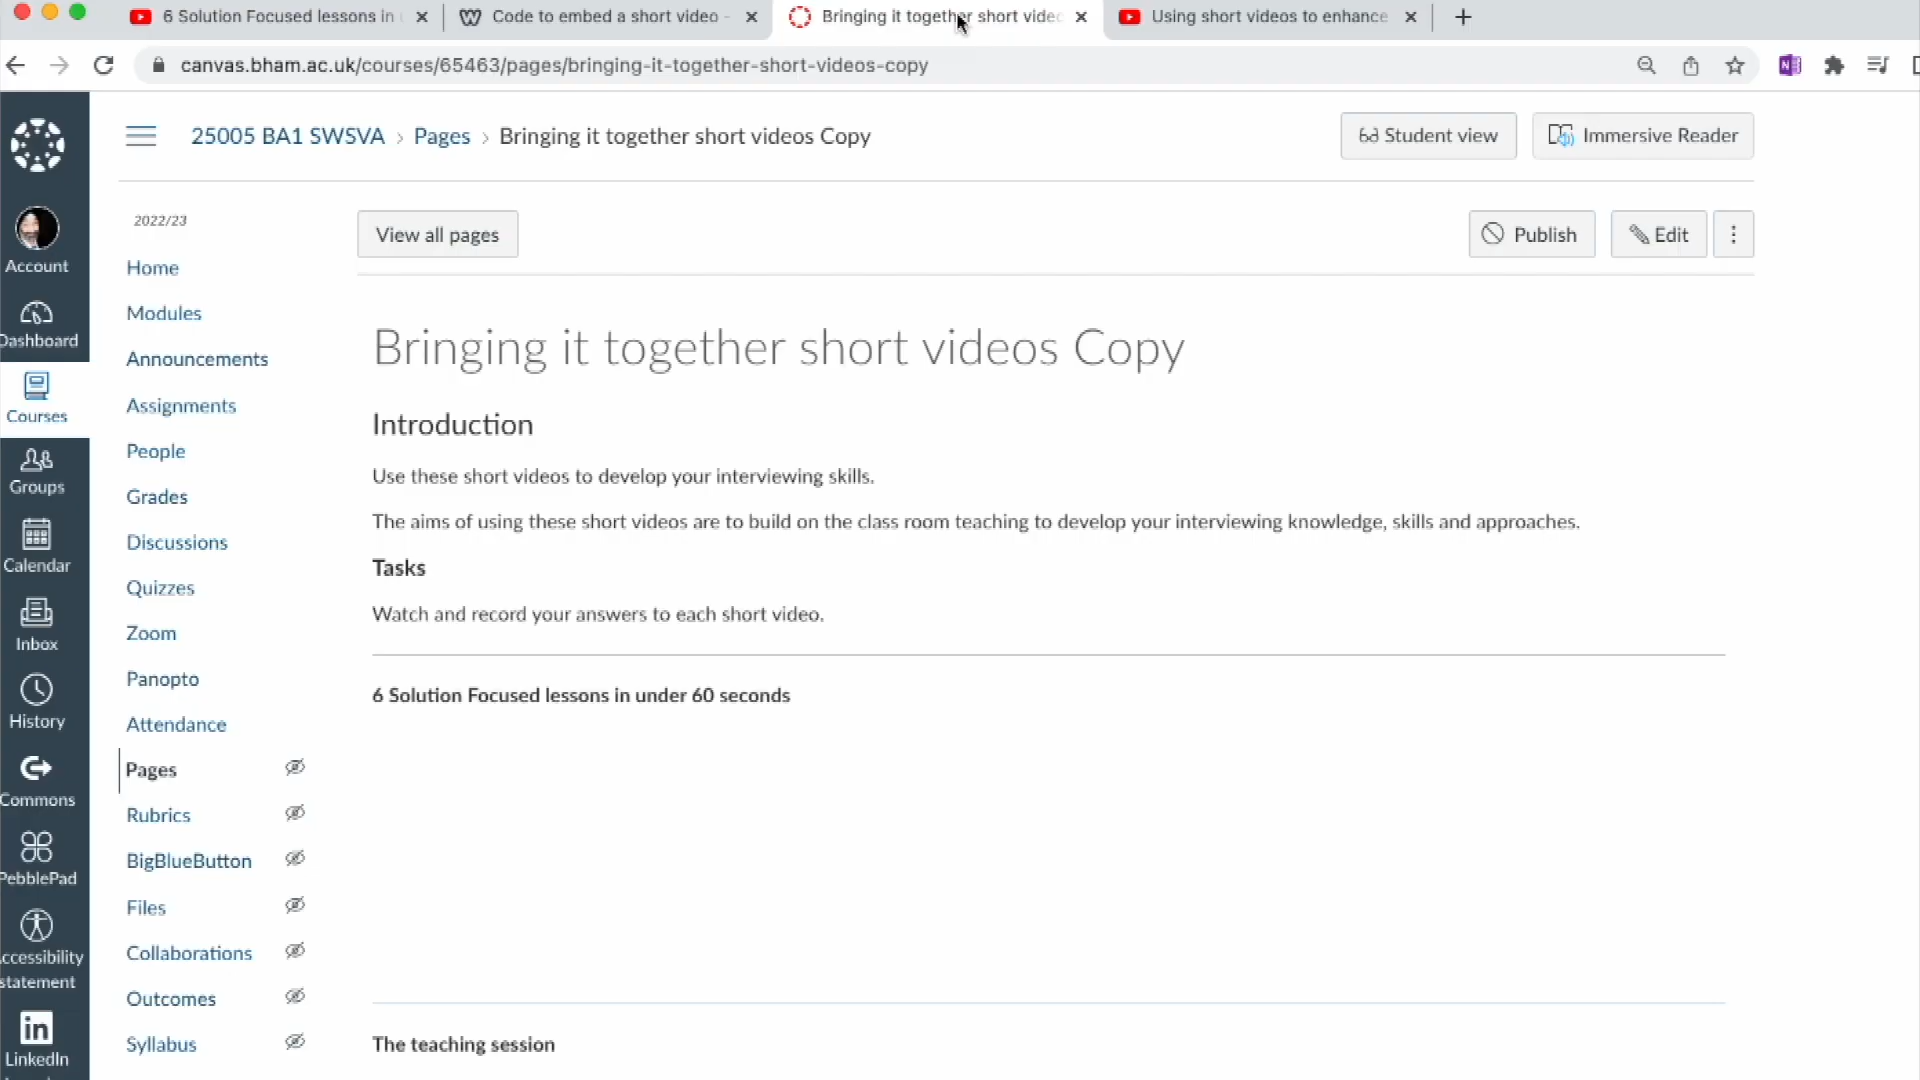 6 Solution Focused lessons in
Code to embed a short video -
Bringing it together short video
Using short videos to enhance
canvas.bham.ac.uk/courses/65463/pages/bringing-it-together-short-videos-copy
25005 BA1 SWSVA › Pages › Bringing it together short videos Copy
Student view
Immersive Reader
2022/23
View all pages
Publish
Edit
Account
Dashboard
Courses
Groups
Calendar
Inbox
History
Commons
PebblePad
ccessibility
statement
in
LinkedIn
Home
Modules
Announcements
Assignments
People
Grades
Discussions
Quizzes
Zoom
Panopto
Attendance
Pages
Rubrics
BigBlueButton
Files
Collaborations
Outcomes
Syllabus
Bringing it together short videos Copy
Introduction
Use these short videos to develop your interviewing skills.
The aims of using these short videos are to build on the class room teaching to develop your interviewing knowledge, skills and approaches.
Tasks
Watch and record your answers to each short video.
6 Solution Focused lessons in under 60 seconds
The teaching session